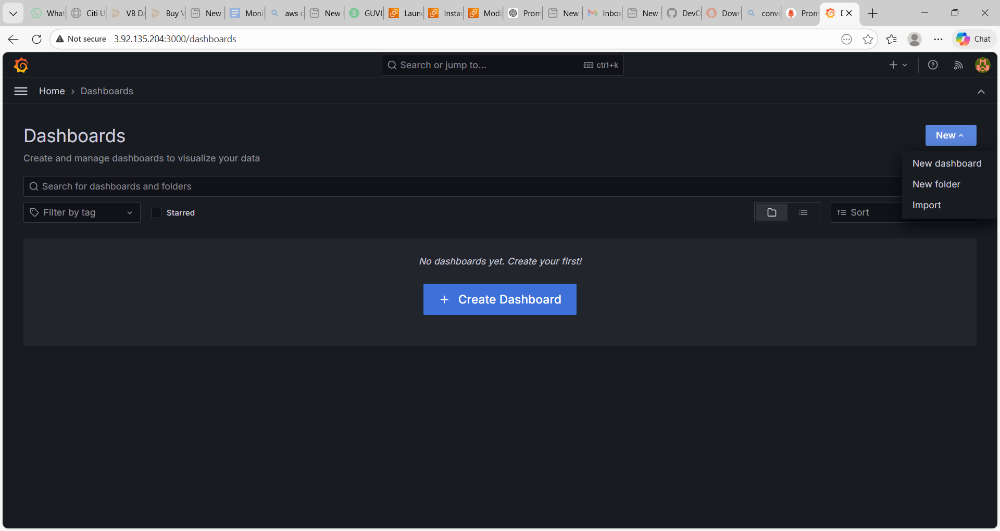 What
Citi U
VB D
Buy V
New
Moni
aws c
New
GUVI
Laun
Instar
Modi
Prom
New
Inbox
New
DevO
Dowr
conve
Prom
Not secure 3.92.135.204:3000/dashboards
Chat
Search or jump to...
ctrl+k
Home › Dashboards
Dashboards
New
Create and manage dashboards to visualize your data
New dashboard
Search for dashboards and folders
New folder
Import
Filter by tag
Starred
Sort
No dashboards yet. Create your first!
+ Create Dashboard